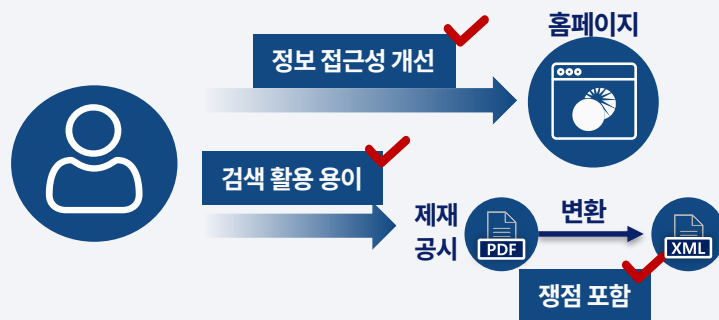 홈페이지
정보 접근성 개선
검색 활용 용이
제재
공시
PDF
변환
XML
쟁점 포함